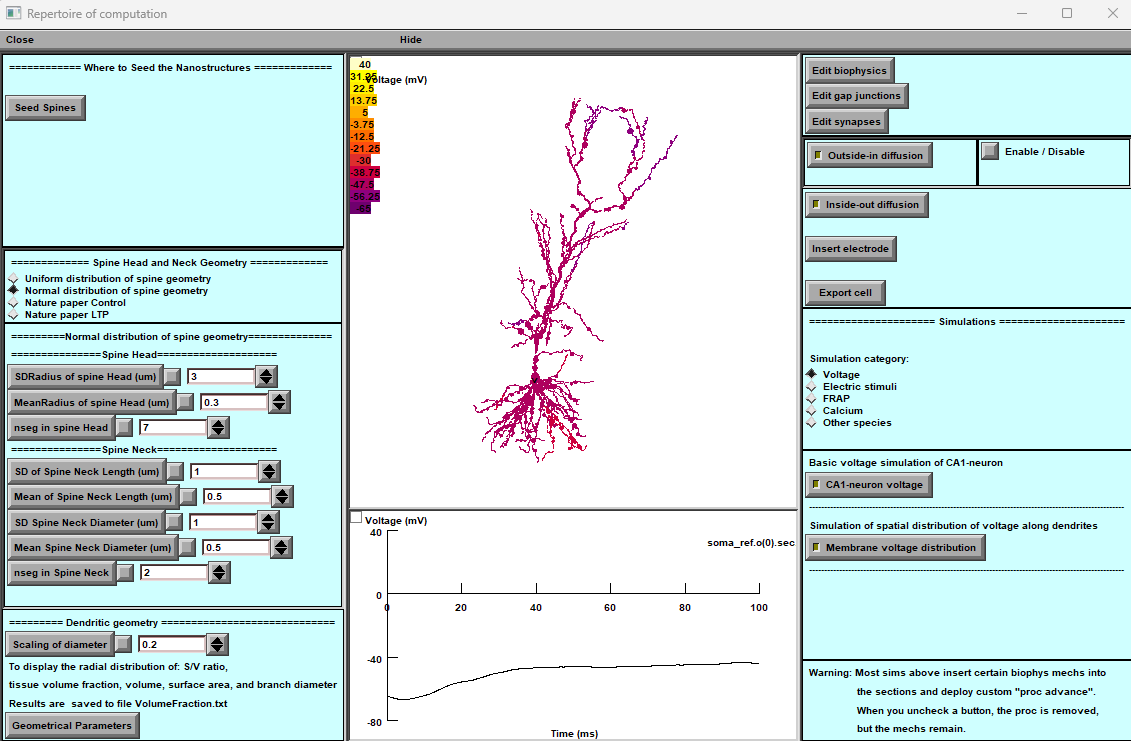 Repertoire of computation
Close
Hide
============ Where to Seed the Nanostructures =============
Seed Spines
============= Spine Head and Neck Geometry =============
Uniform distribution of spine geometry
Normal distribution of spine geometry
Nature paper Control
Nature paper LTP
=========Normal distribution of spine geometry==============
===============Spine Head====================
SDRadius of spine Head (um)
3
MeanRadius of spine Head (um)
0.3
nseg in spine Head
7
===============Spine Neck====================
SD of Spine Neck Length (um)
1
Mean of Spine Neck Length (um)
0.5
SD Spine Neck Diameter (um)
1
Mean Spine Neck Diameter (um)
0.5
nseg in Spine Neck
2
========= Dendritic geometry =============================
Scaling of diameter
0.2
To display the radial distribution of: S/V ratio,
tissue volume fraction, volume, surface area, and branch diameter
Results are  saved to file VolumeFraction.txt
Geometrical Parameters
Voltage (mV)
40
31.25
22.5
13.75
5
-3.75
-12.5
-21.25
-30
-38.75
-47.5
-56.25
-65
Voltage (mV)
40
soma_ref.o(0).sec
0
0
20
40
60
80
100
-40
-80
Time (ms)
Edit biophysics
Edit gap junctions
Edit synapses
Outside-in diffusion
Enable / Disable
Inside-out diffusion
Insert electrode
Export cell
===================== Simulations =====================
Simulation category:
Voltage
Electric stimuli
FRAP
Calcium
Other species
Basic voltage simulation of CA1-neuron
CA1-neuron voltage
Simulation of spatial distribution of voltage along dendrites
Membrane voltage distribution
Warning: Most sims above insert certain biophys mechs into
the sections and deploy custom "proc advance".
When you uncheck a button, the proc is removed,
but the mechs remain.